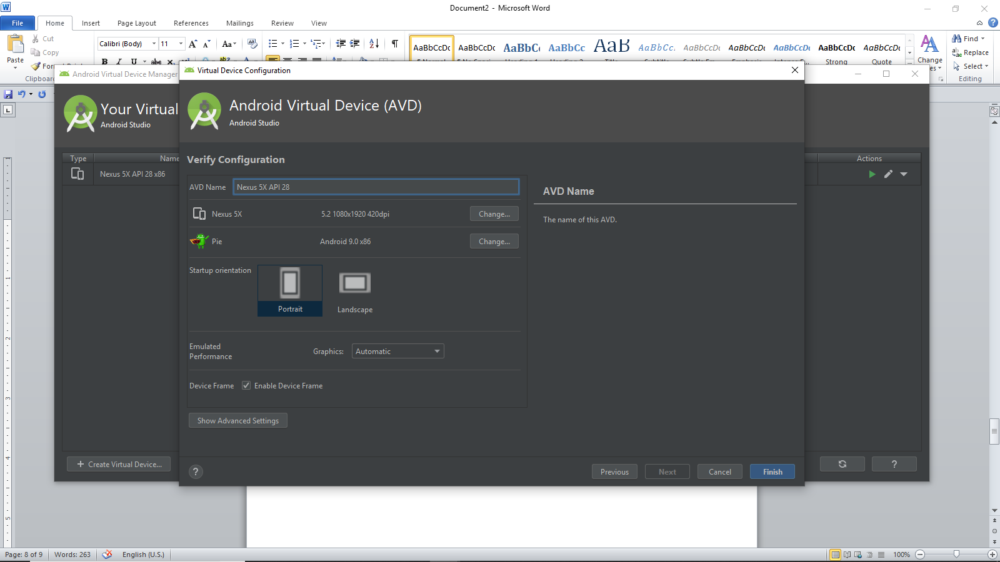 Document2 - Microsoft Word
File Home Insert Page Layout References Mailings Review View
Paste
Cut
Copy
Calibri (Body) 11
Aa
AaBbCcDc AaBbCcDc AaBbCc AaBbCc AaB AaBbCc. AaBbCcDc AaBbCcDc AaBbCcDc AaBbCcDc AaBbCcDc
Strong Quote
Change
Find
Replace
Select
Editing
Android Virtual Device Manager
Your Virtual
Android Studio
Type Name Actions
Nexus 5X API 28 x86
+ Create Virtual Device...
?
Virtual Device Configuration
Android Virtual Device (AVD)
Android Studio
Verify Configuration
AVD Name Nexus 5X API 28
Nexus 5X 5.2 1080x1920 420dpi Change...
Pie Android 9.0 x86 Change...
Startup orientation
Portrait
Landscape
Emulated
Performance
Graphics: Automatic
Device Frame Enable Device Frame
Show Advanced Settings
AVD Name
The name of this AVD.
? Previous Next Cancel Finish
1
2
3
4
5
Page: 8 of 9 Words: 263 English (U.S.) 100%